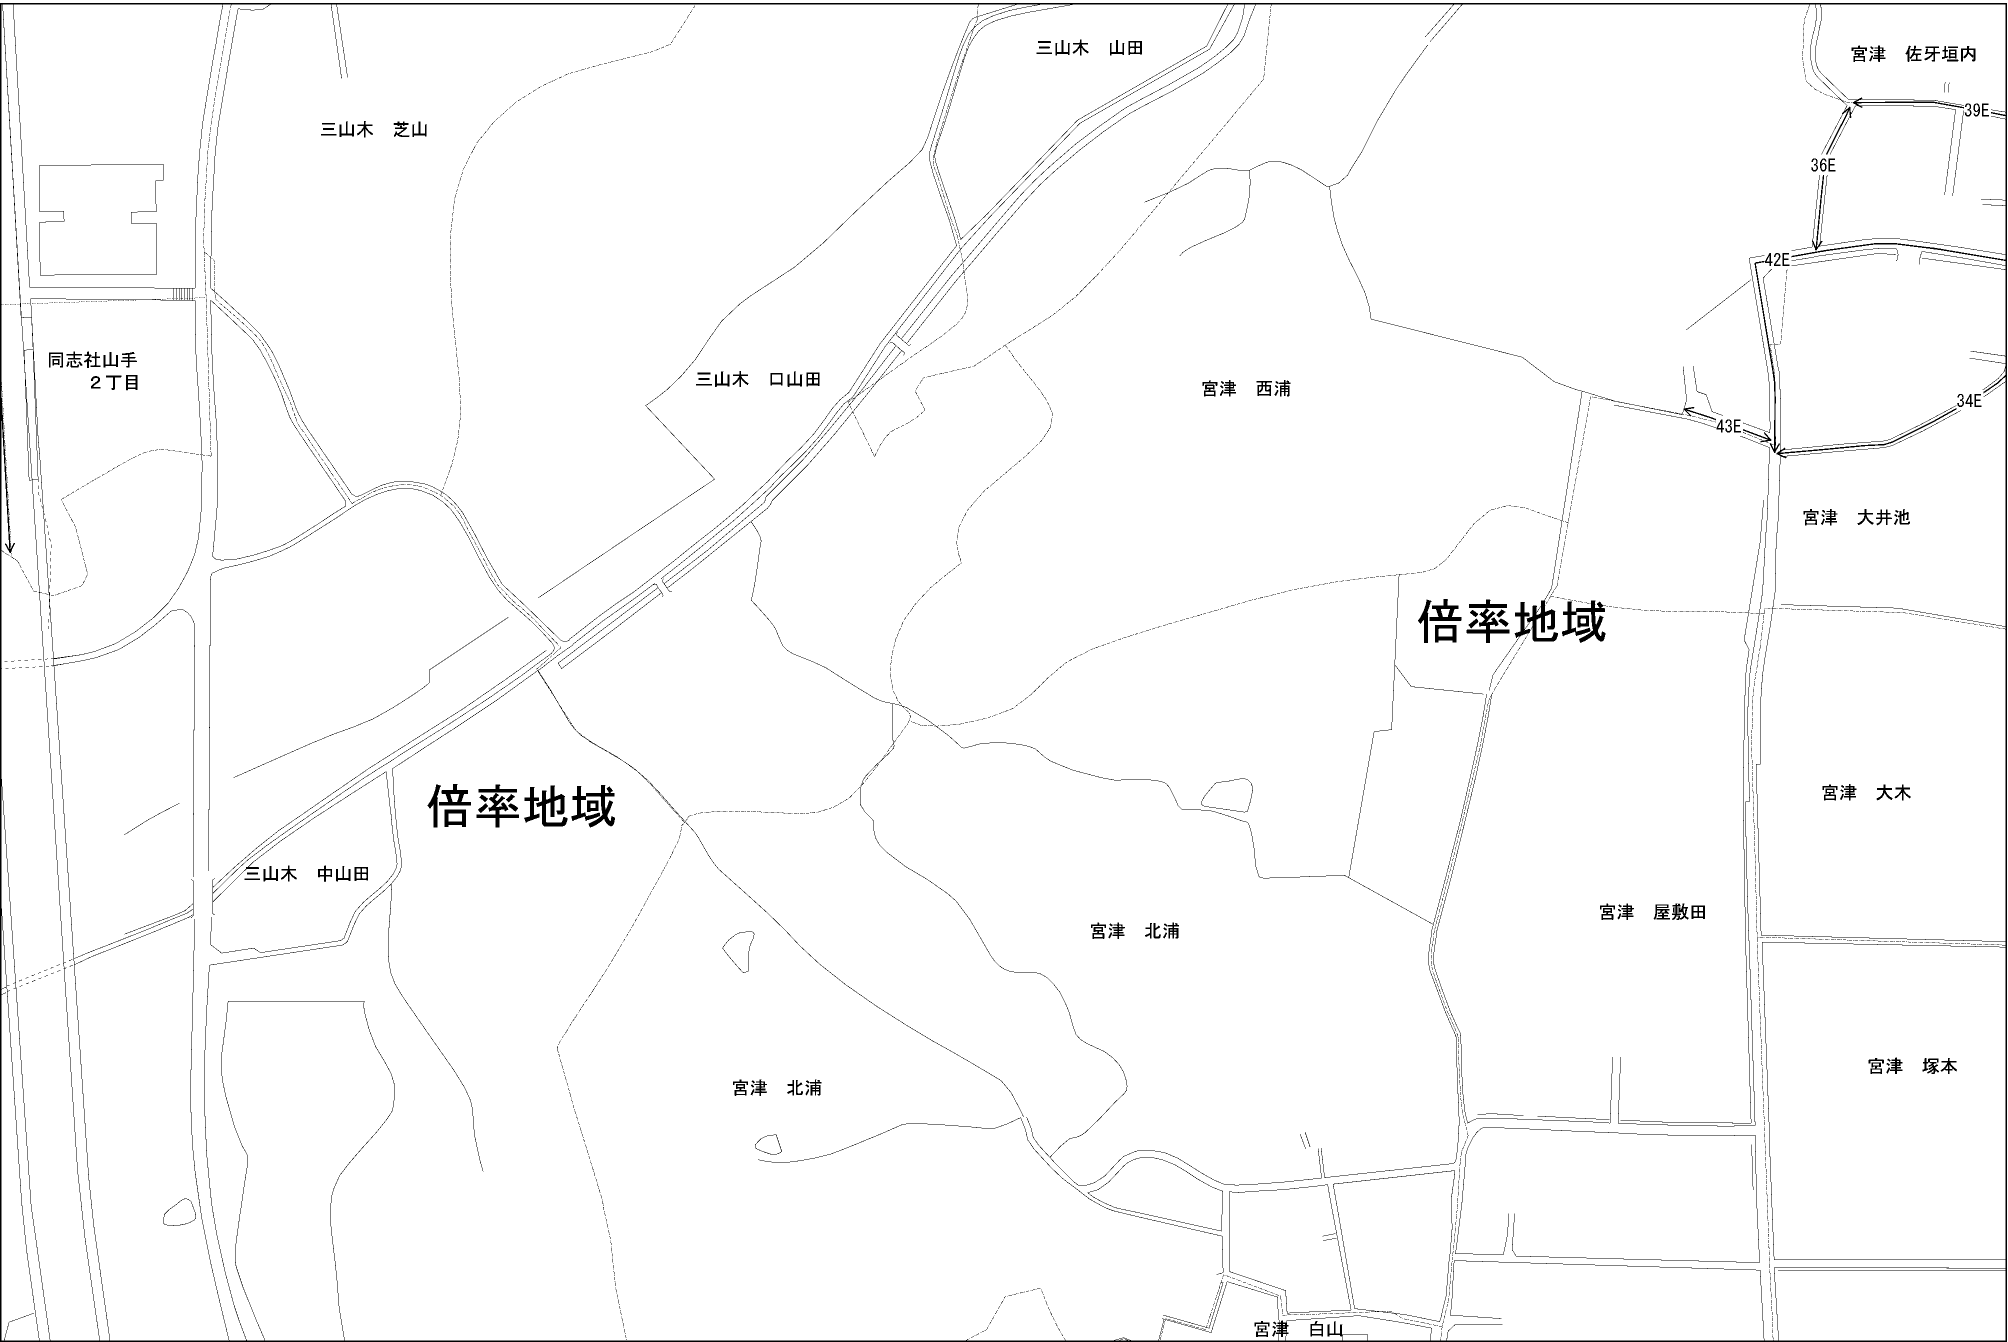 三山木　山田
宮津　佐牙垣内
39E
三山木　芝山
36E
42E
同志社山手
２丁目
三山木　口山田
宮津　西浦
34E
43E
宮津　大井池
倍率地域
宮津　大木
倍率地域
三山木　中山田
宮津　屋敷田
宮津　北浦
宮津　塚本
宮津　北浦
宮津　白山